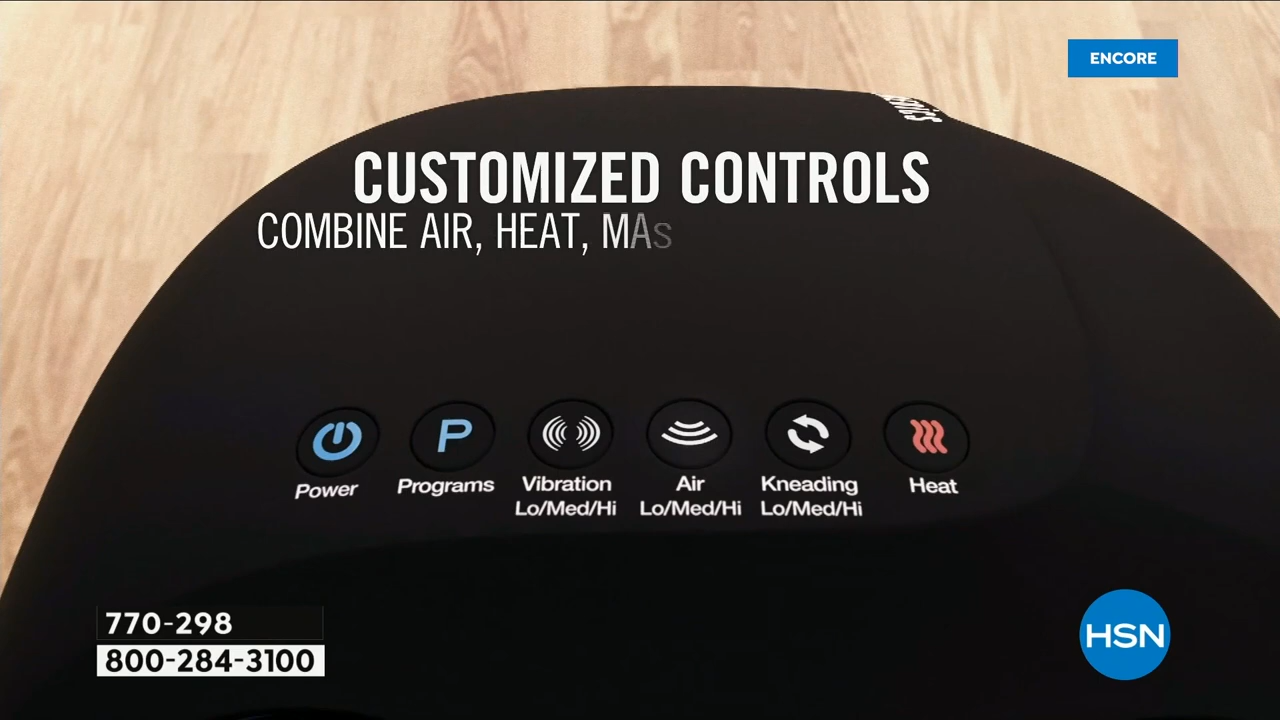 ENCORE
CUSTOMIZED CONTROLS
COMBINE AIR, HEAT, MAS
P
Power
Programs
Vibration
Lo/Med/Hi
Air
Lo/Med/Hi
Kneading
Lo/Med/Hi
Heat
770-298
800-284-3100
HSN